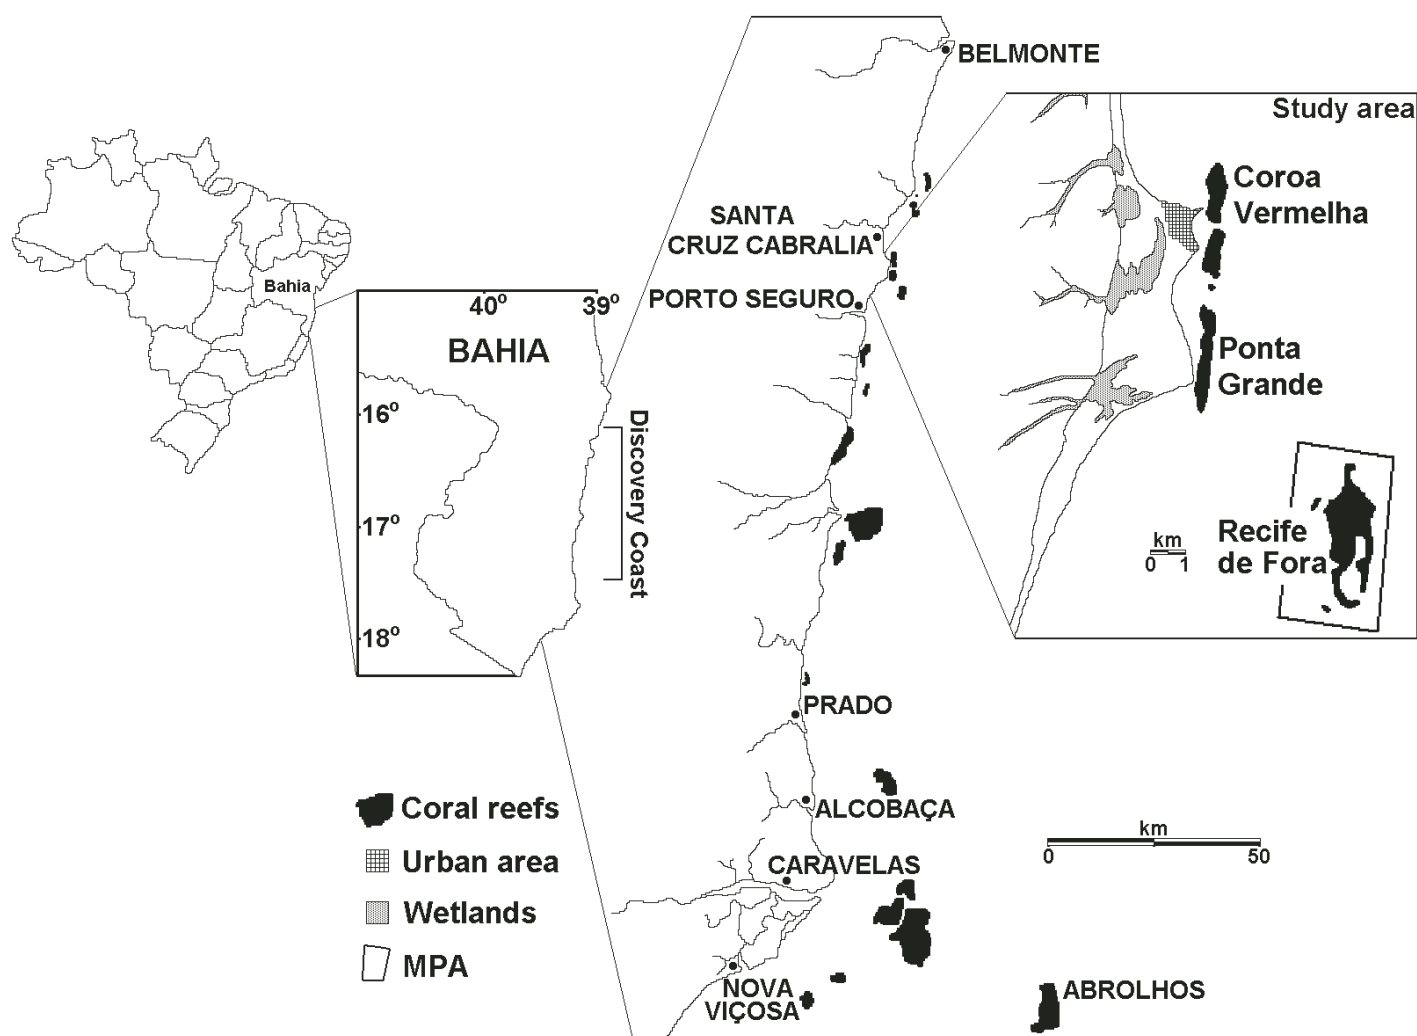 BELMONTE
Study area
Coroa
Vermelha
SANTA
CRUZ CABRALIA
Bahia
40º
39º
PORTO SEGURO
BAHIA
Ponta
Grande
16º
Discovery Coast
17º
km
0 1
Recife
de Fora
18º
PRADO
Coral reefs
ALCOBAÇA
km
0 50
Urban area
CARAVELAS
Wetlands
MPA
NOVA
VIÇOSA
ABROLHOS